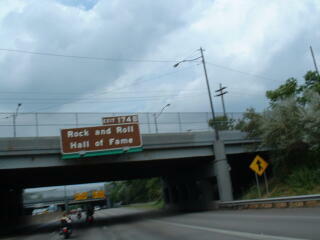 EXIT 174B
Rock and Roll
Hall of Fame